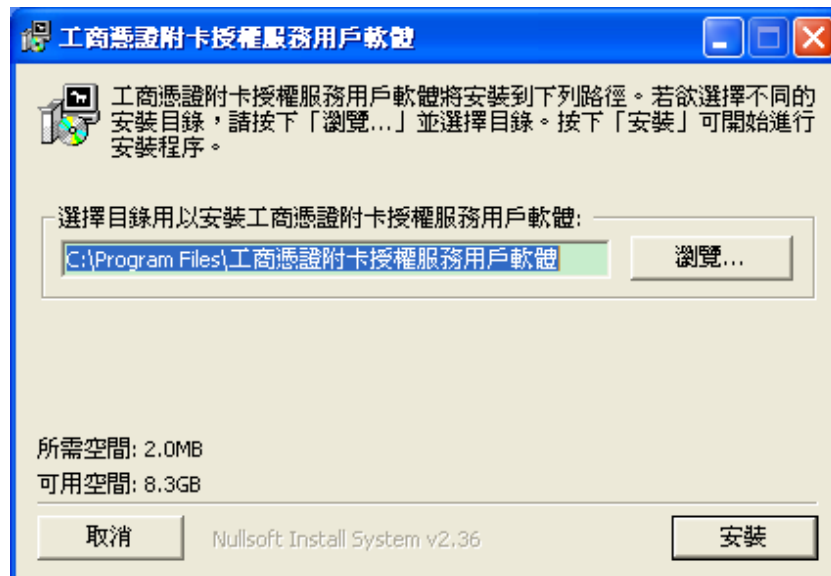 工商憑證附卡授權服務用戶軟體
工商憑證附卡授權服務用戶軟體將安裝到下列路徑。若欲選擇不同的
安裝目錄，請按下「瀏覽...」並選擇目錄。按下「安裝」可開始進行
安裝程序。
選擇目錄用以安裝工商憑證附卡授權服務用戶軟體:
C:\Program Files\工商憑證附卡授權服務用戶軟體
瀏覽...
所需空間: 2.0MB
可用空間: 8.3GB
取消
Nullsoft Install System v2.36
安裝